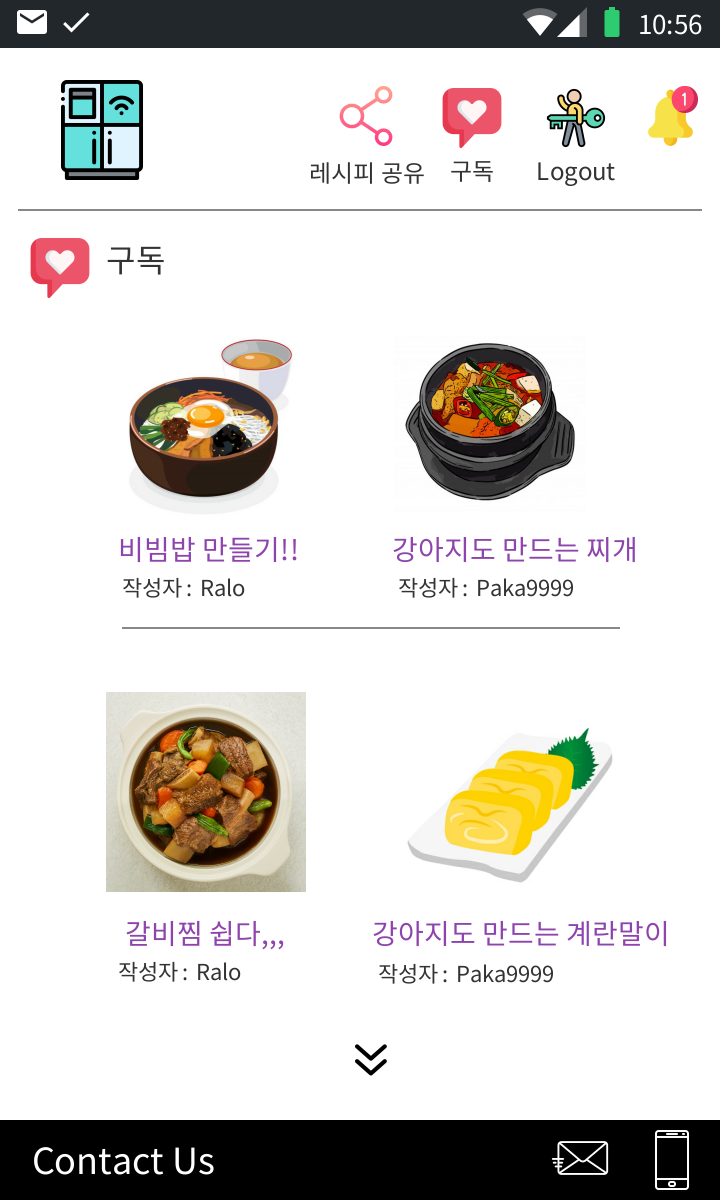 10:56
1
레시피 공유 구독 Logout
구독
비빔밥 만들기!! 강아지도 만드는 찌개
작성자 : Ralo 작성자 : Paka9999
갈비찜 쉽다,,, 강아지도 만드는 계란말이
작성자 : Ralo 작성자 : Paka9999
Contact Us